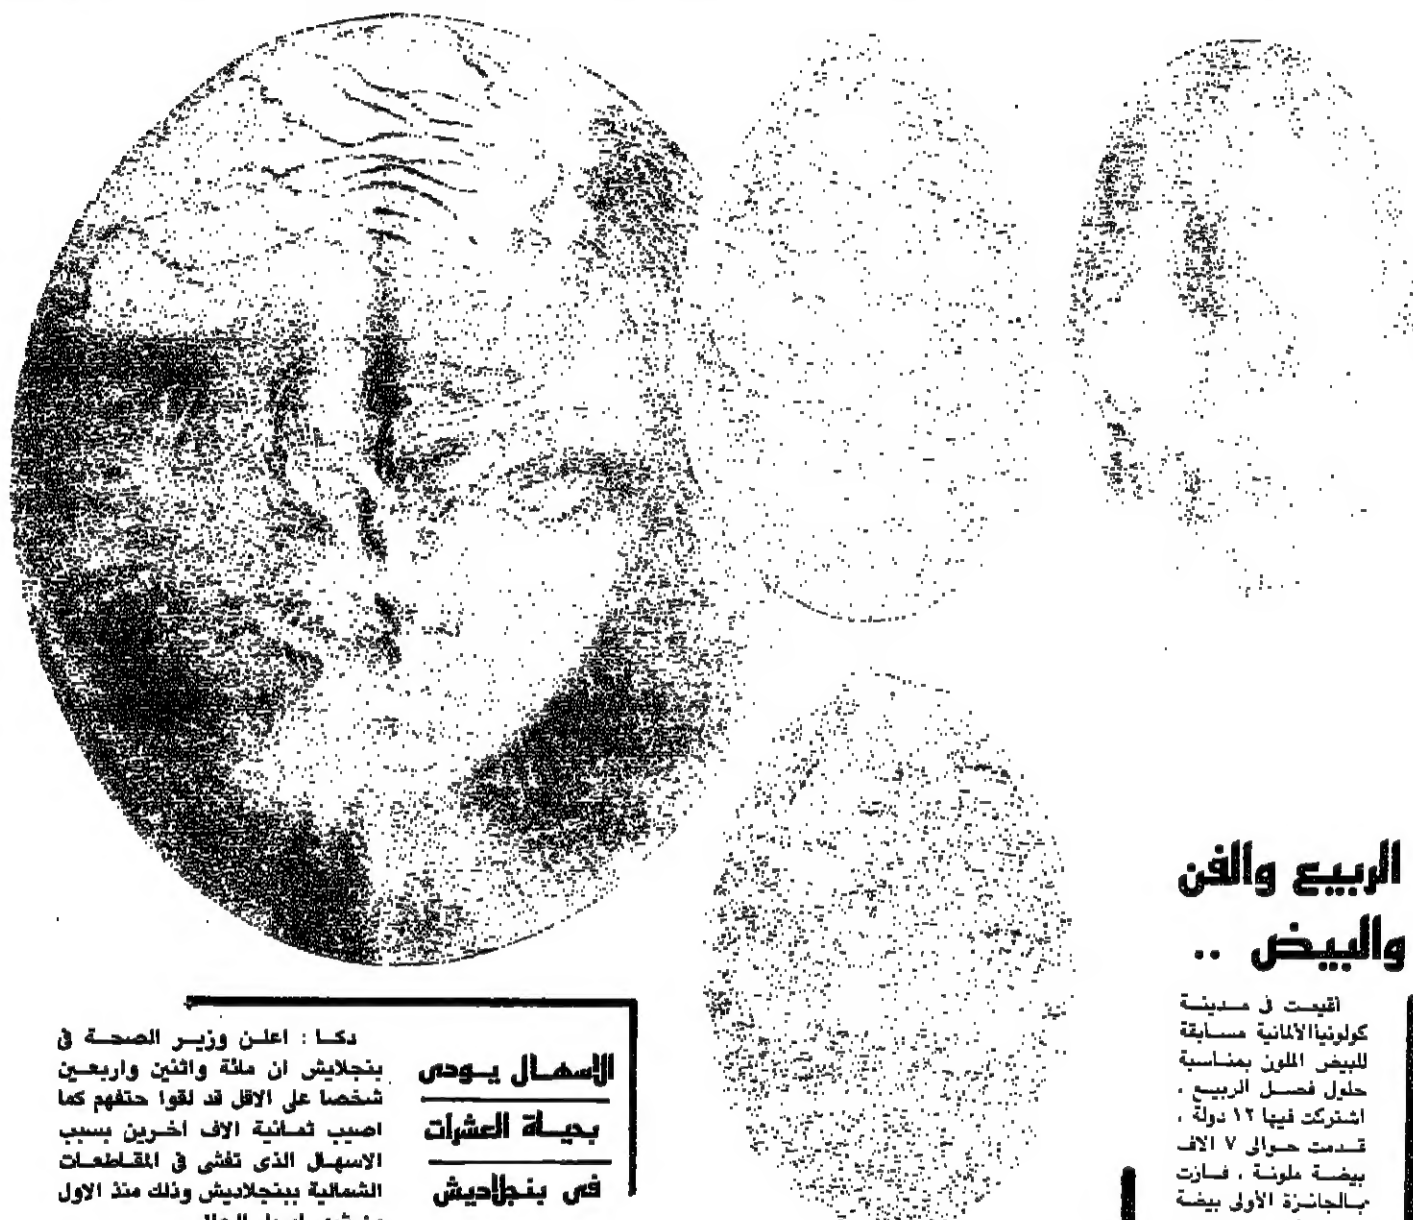 الربيع والفن
والبيض ..
أقيمت فى مدينة
كولونيا الألمانية مسابقة
للبيض الملون بمناسبة
حلول فصل الربيع ،
اشتركت فيها ١٢ دولة ،
قدمت حوالى ٧ الاف
بيضة ملونة ، فازت
بالجائزة الأولى بيضة
الاسهال يودى
بحياة العشرات
فى بنجلاديش
دكا : اعلن وزير الصحة فى
بنجلايش ان مائة واثنين واربعين
شخصا على الاقل قد لقوا حتفهم كما
اصيب ثمانية الاف اخرين بسبب
الاسهال الذى تفشى فى المقاطعات
الشمالية ببنجلاديش وذلك منذ الاول